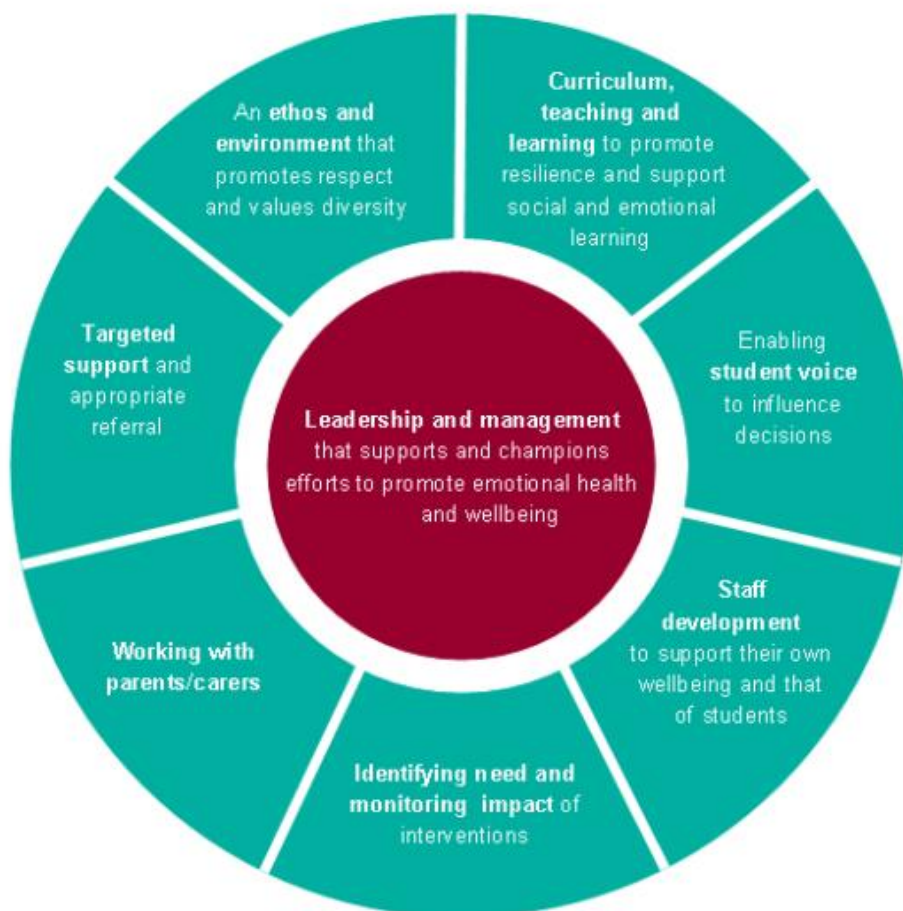 An ethos and
environment that
promotes respect
and values diversity
Curriculum,
teaching and
learning to promote
resilience and support
social and emotional
learning
Enabling
student voice
to influence
decisions
Staff
development
to support their own
wellbeing and that
of students
Identifying need and
monitoring impact of
interventions
Working with
parents/carers
Targeted
support and
appropriate
referral
Leadership and management
that supports and champions
efforts to promote emotional health
and wellbeing